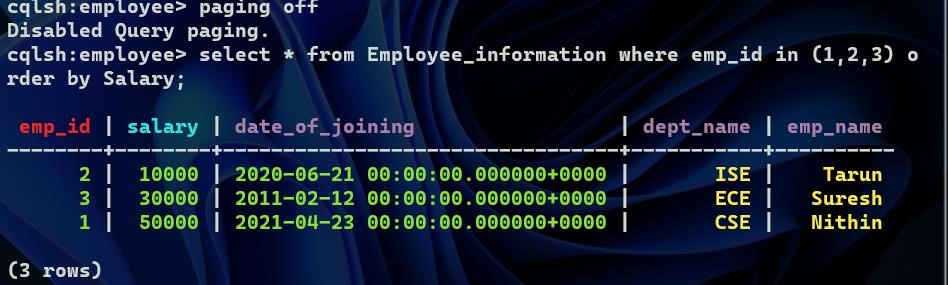 cqlsh:employee> paging off
Disabled Query paging.
cqlsh:employee> select * from Employee_information where emp_id in (1,2,3) o
rder by Salary;
 emp_id | salary | date_of_joining                 | dept_name | emp_name
--------+--------+---------------------------------+-----------+----------
      2 |  10000 | 2020-06-21 00:00:00.000000+0000 |       ISE |    Tarun
      3 |  30000 | 2011-02-12 00:00:00.000000+0000 |       ECE |   Suresh
      1 |  50000 | 2021-04-23 00:00:00.000000+0000 |       CSE |   Nithin
(3 rows)